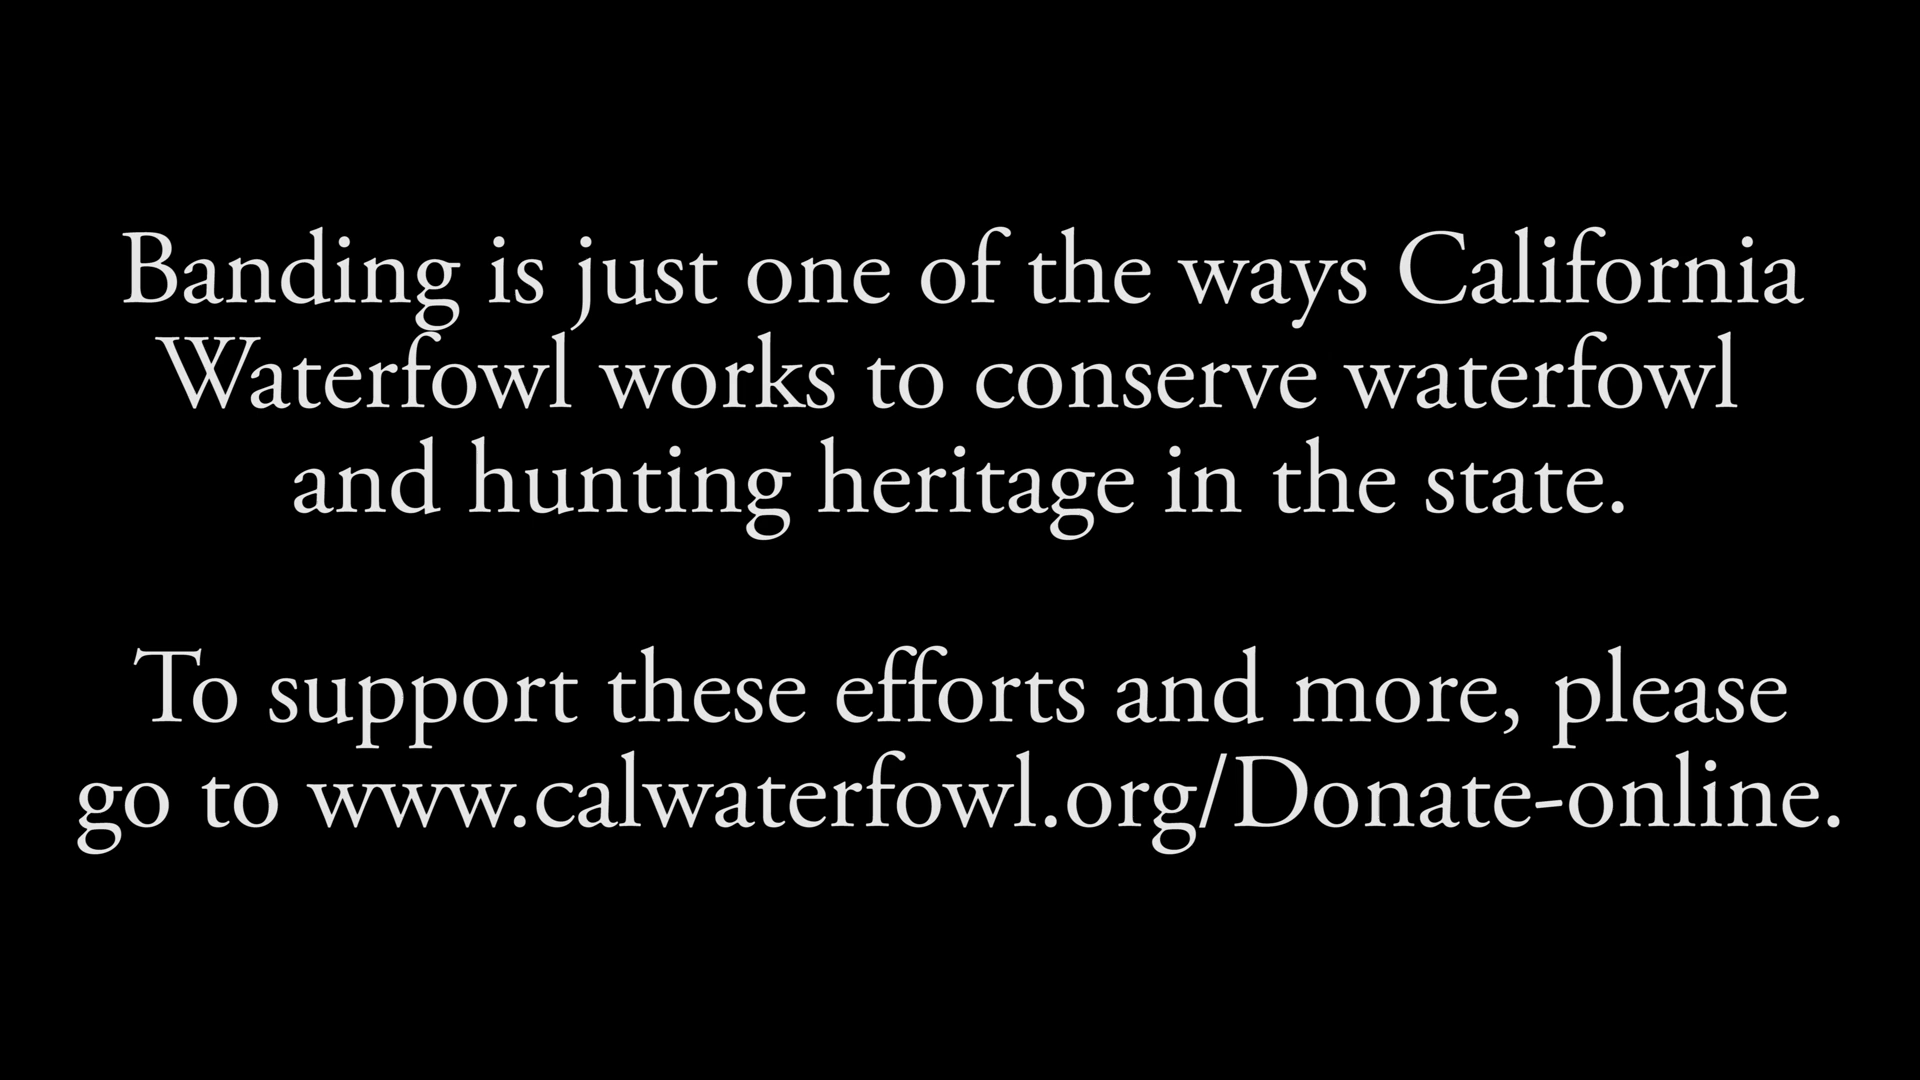 Banding is just one of the ways California
Waterfowl works to conserve waterfowl
and hunting heritage in the state.
To support these efforts and more, please
go to www.calwaterfowl.org/Donate-online.